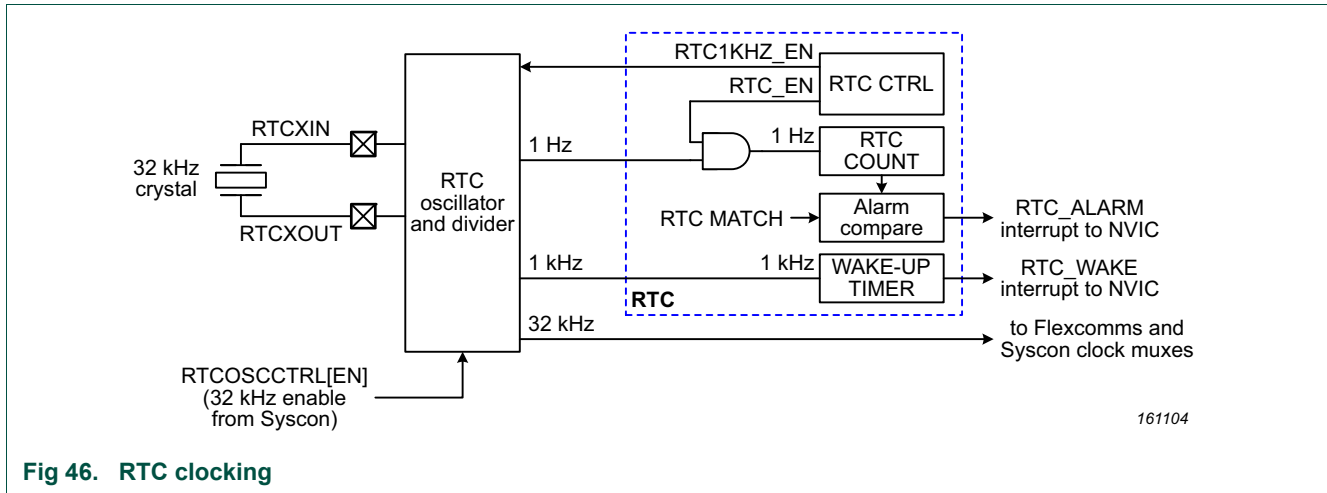 RTC1KHZ_EN
RTC_EN
RTC CTRL
RTCXIN
32 kHz
crystal
RTCXOUT
RTC
oscillator
and divider
1 Hz
1 Hz
RTC
COUNT
RTC MATCH
Alarm
compare
RTC_ALARM
interrupt to NVIC
1 kHz
1 kHz
WAKE-UP
TIMER
RTC_WAKE
interrupt to NVIC
RTC
32 kHz
to Flexcomms and
Syscon clock muxes
RTCOSCCTRL[EN]
(32 kHz enable
from Syscon)
161104
Fig 46. RTC clocking